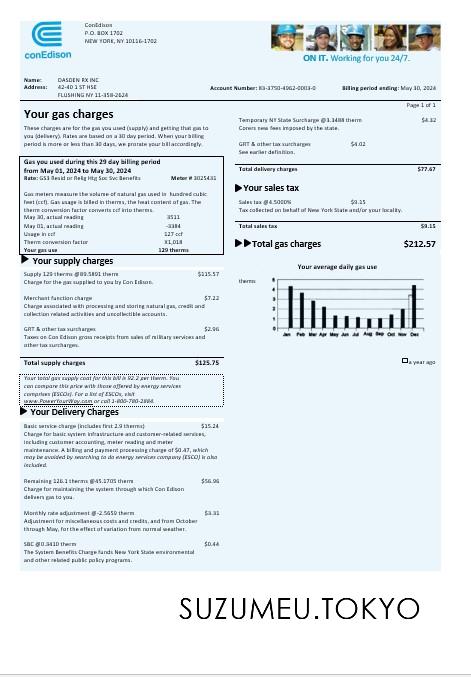 ConEdison
P.O. BOX 1702
NEW YORK, NY 10116-1702
conEdison
ON IT. Working for you 24/7.
Name: DASDEN RX INC
Address: 42-40 1 ST HSE
FLUSHING NY 11-358-2624
Account Number: 83-3750-4962-0003-0
Billing period ending: May 30, 2024
Page 1 of 1
Your gas charges
These charges are for the gas you used (supply) and getting that gas to
you (delivery). Rates are based on a 30 day period. When your billing
period is more or less than 30 days, we prorate your bill accordingly.
Gas you used during this 29 day billing period
from May 01, 2024 to May 30, 2024
Rate: GS3 Resid or Relig Htg Soc Svc Benefits Meter # 3025431
Gas meters measure the volume of natural gas used in hundred cubic
feet (ccf). Gas usage is billed in therms, the heat content of gas. The
therm conversion factor converts ccf into therms.
May 30, actual reading 3511
May 01, actual reading -3384
Usage in ccf 127 ccf
Therm conversion factor X1,018
Your gas use 129 therms
Your supply charges
Supply 129 therms @89.5891 therm $115.57
Charge for the gas supplied to you by Con Edison.
Merchant function charge $7.22
Charge associated with processing and storing natural gas, credit and
collection related activities and uncollectible accounts.
GRT & other tax surcharges $2.96
Taxes on Con Edison gross receipts from sales of military services and
other tax surcharges.
Total supply charges $125.75
Your total gas supply cost for this bill is 92.2 per therm. You
can compare this price with those offered by energy services
comprises (ESCOs). For a list of ESCOs, visit
www.PowerYourWay.com or call 1-800-780-2884.
Your Delivery Charges
Basic service charge (includes first 2.9 therms) $15.24
Charge for basic system infrastructure and customer-related services,
including customer accounting, meter reading and meter
maintenance. A billing and payment processing charge of $0.47, which
may be avoided by searching to do energy services company (ESCO) is also
included.
Remaining 126.1 therms @45.1705 therm $56.96
Charge for maintaining the system through which Con Edison
delivers gas to you.
Monthly rate adjustment @-2.5659 therm $3.31
Adjustment for miscellaneous costs and credits, and from October
through May, for the effect of variation from normal weather.
SBC @0.3410 therm $0.44
The System Benefits Charge funds New York State environmental
and other related public policy programs.
Temporary NY State Surcharge @3.3488 therm $4.32
Corers new fees imposed by the state.
GRT & other tax surcharges $4.02
See earlier definition.
Total delivery charges $77.67
Your sales tax
Sales tax @4.5000% $9.15
Tax collected on behalf of New York State and/or your locality.
Total sales tax $9.15
Total gas charges $212.57
Your average daily gas use
therms
5
4
3
2
1
0
Jan Feb Mar Apr May Jun Jul Aug Sep Oct Nov Dec
a year ago
SUZUMEU.TOKYO